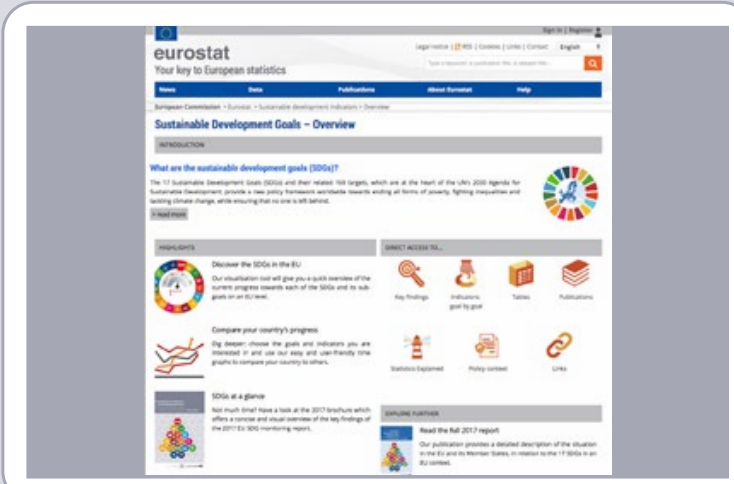 Sign in | Register
eurostat
Your key to European statistics
Legal notice | RSS | Cookies | Links | Contact English
Type a keyword, a publication title, a dataset title...
News Data Publications About Eurostat Help
European Commission > Eurostat > Sustainable development indicators > Overview
Sustainable Development Goals – Overview
INTRODUCTION
What are the sustainable development goals (SDGs)?
The 17 Sustainable Development Goals (SDGs) and their related 169 targets, which are at the heart of the UN's 2030 Agenda for
Sustainable Development, provide a new policy framework worldwide towards ending all forms of poverty, fighting inequalities and
tackling climate change, while ensuring that no one is left behind.
> read more
HIGHLIGHTS
Discover the SDGs in the EU
Our visualisation tool will give you a quick overview of the
current progress towards each of the SDGs and its sub-
goals on an EU level.
Compare your country's progress
Dig deeper: choose the goals and indicators you are
interested in and use our easy and user-friendly time
graphs to compare your country to others.
SDGs at a glance
Not much time? Have a look at the 2017 brochure which
offers a concise and visual overview of the key findings of
the 2017 EU SDG monitoring report.
DIRECT ACCESS TO...
Key findings
Indicators
goal by goal
Tables
Publications
Statistics Explained
Policy context
Links
EXPLORE FURTHER
Read the full 2017 report
Our publication provides a detailed description of the situation
in the EU and its Member States, in relation to the 17 SDGs in an
EU context.